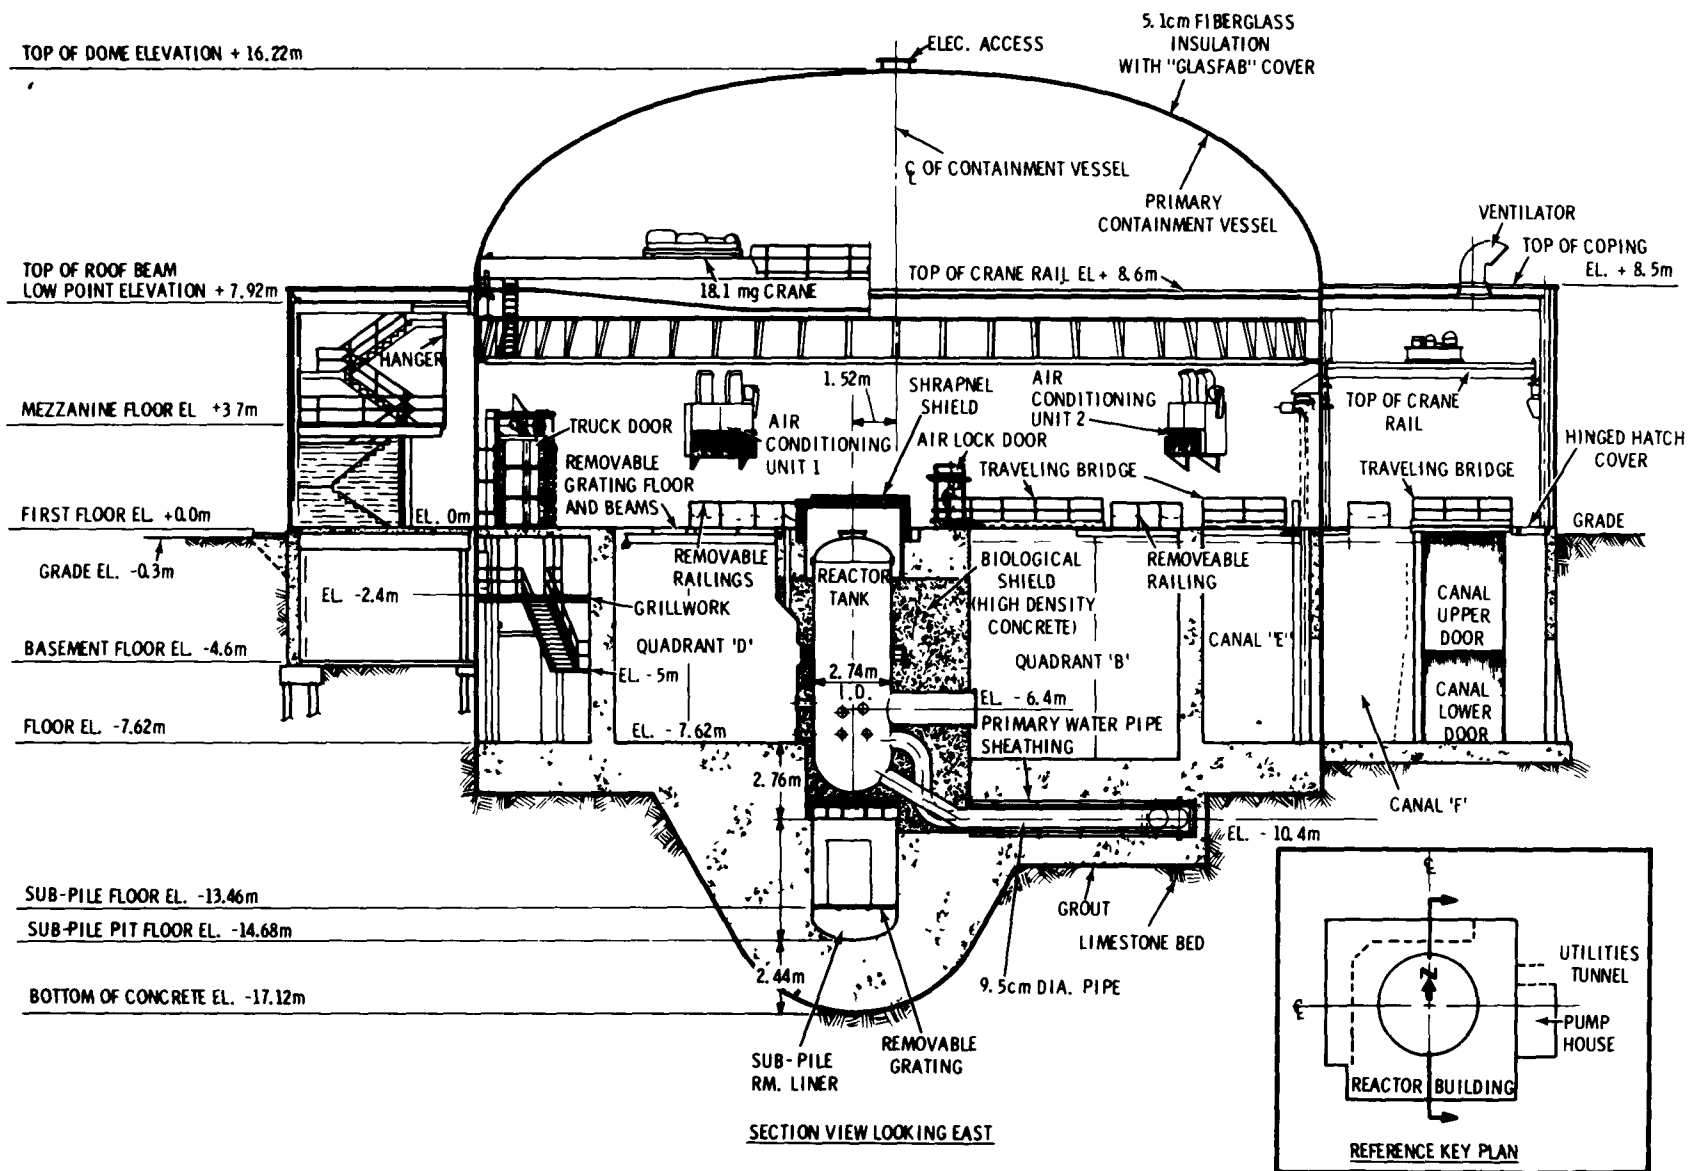 TOP OF DOME ELEVATION + 16.22m
ELEC. ACCESS
5.1cm FIBERGLASS
INSULATION
WITH "GLASFAB" COVER
℄ OF CONTAINMENT VESSEL
PRIMARY
CONTAINMENT VESSEL
VENTILATOR
TOP OF COPING
EL. + 8.5m
TOP OF ROOF BEAM
LOW POINT ELEVATION + 7.92m
18.1 mg CRANE
TOP OF CRANE RAIL EL + 8.6m
HANGER
MEZZANINE FLOOR EL +3.7m
TRUCK DOOR
AIR
CONDITIONING
UNIT 1
1.52m
SHRAPNEL
SHIELD
AIR
CONDITIONING
UNIT 2
TOP OF CRANE
RAIL
HINGED HATCH
COVER
REMOVABLE
GRATING FLOOR
AND BEAMS
AIR LOCK DOOR
TRAVELING BRIDGE
TRAVELING BRIDGE
FIRST FLOOR EL +0.0m
EL. 0m
GRADE
GRADE EL. -0.3m
REMOVABLE
RAILINGS
REACTOR
TANK
BIOLOGICAL
SHIELD
(HIGH DENSITY
CONCRETE)
REMOVEABLE
RAILING
EL. -2.4m
GRILLWORK
CANAL
UPPER
DOOR
BASEMENT FLOOR EL -4.6m
QUADRANT 'D'
QUADRANT 'B'
CANAL 'E'
EL - 5m
2.74m
I.D.
EL - 6.4m
CANAL
LOWER
DOOR
FLOOR EL. -7.62m
EL. - 7.62m
PRIMARY WATER PIPE
SHEATHING
2.76m
CANAL 'F'
EL. - 10.4m
SUB-PILE FLOOR EL. -13.46m
GROUT
SUB-PILE PIT FLOOR EL. -14.68m
LIMESTONE BED
2.44m
9.5cm DIA. PIPE
BOTTOM OF CONCRETE EL. -17.12m
SUB-PILE
RM. LINER
REMOVABLE
GRATING
SECTION VIEW LOOKING EAST
℄
N
UTILITIES
TUNNEL
℄
PUMP
HOUSE
REACTOR BUILDING
REFERENCE KEY PLAN